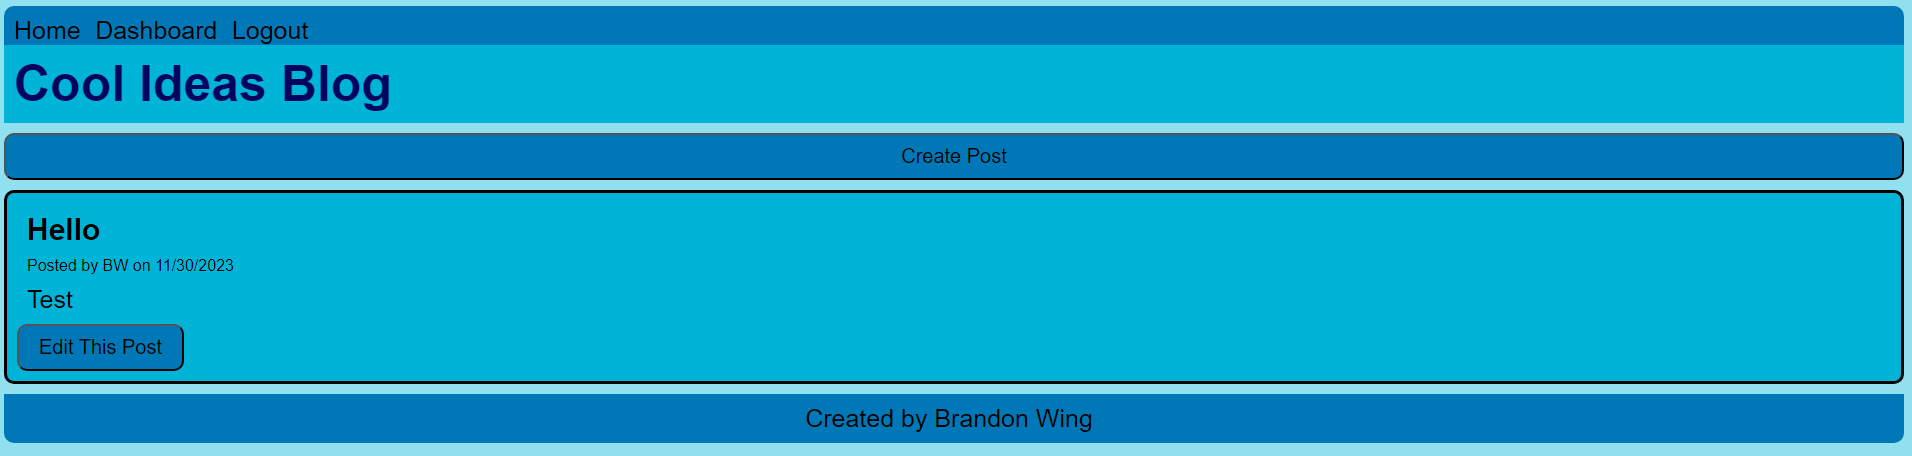 Home Dashboard Logout
Cool Ideas Blog
Create Post
Hello
Posted by BW on 11/30/2023
Test
Edit This Post
Created by Brandon Wing